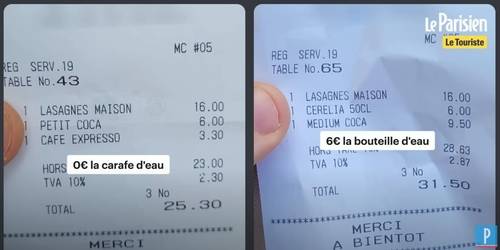 MC #05
REG SERV.19
TABLE No.43
1 LASAGNES MAISON 16.00
1 PETIT COCA 6.00
1 CAFE EXPRESSO 3.30
0€ la carafe d'eau
23.00
TVA 10% 2.30
3 No
TOTAL 25.30
MERCI
Le Parisien
Le Touriste
MC
REG SERV.19
TABLE No.65
1 LASAGNES MAISON 16.00
1 CERELIA 50CL 6.00
1 MEDIUM COCA 9.50
6€ la bouteille d'eau
28.63
TVA 10% 2.87
3 No
TOTAL 31.50
MERCI
A BIENTOT
P